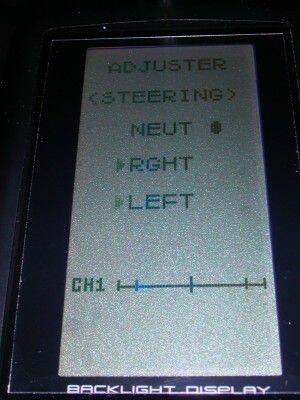 ADJUSTER
<STEERING>
NEUT
RGHT
LEFT
CH1
BACKLIGHT DISPLAY